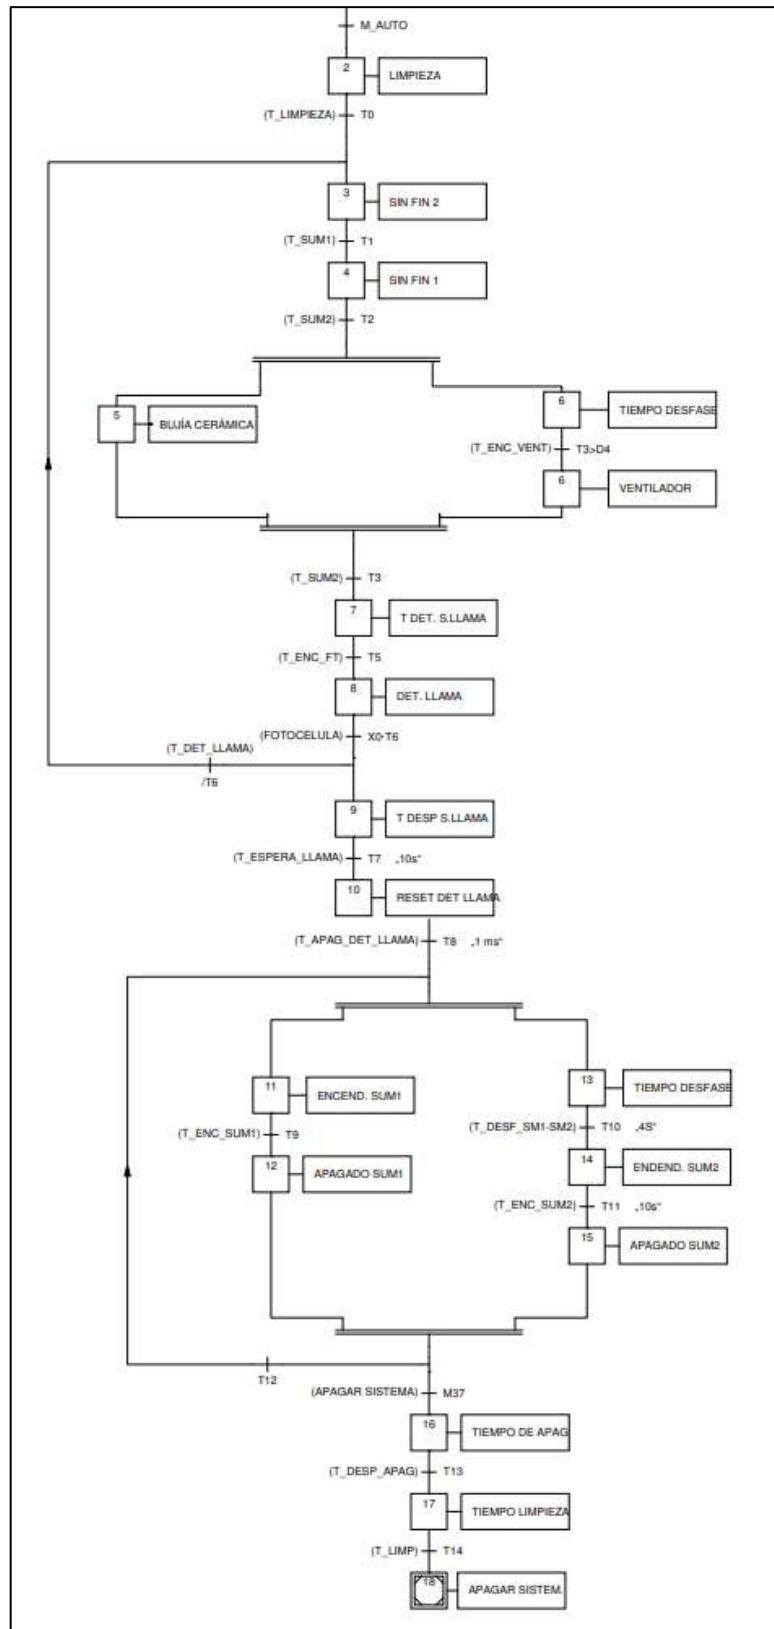 M_AUTO
2 LIMPIEZA
(T_LIMPIEZA) T0
3 SIN FIN 2
(T_SUM1) T1
4 SIN FIN 1
(T_SUM2) T2
5 BUJÍA CERÁMICA
6 TIEMPO DESFASE
(T_ENC_VENT) T3>D4
6 VENTILADOR
(T_SUM2) T3
7 T DET. S.LLAMA
(T_ENC_FT) T5
8 DET. LLAMA
(FOTOCELULA) X0·T6
(T_DET_LLAMA)
/T6
9 T DESP S.LLAMA
(T_ESPERA_LLAMA) T7 „10s“
10 RESET DET LLAMA
(T_APAG_DET_LLAMA) T8 „1 ms“
11 ENCEND. SUM1
13 TIEMPO DESFASE
(T_ENC_SUM1) T9
(T_DESF_SM1-SM2) T10 „4S“
12 APAGADO SUM1
14 ENDEND. SUM2
(T_ENC_SUM2) T11 „10s“
15 APAGADO SUM2
T12
(APAGAR SISTEMA) M37
16 TIEMPO DE APAG
(T_DESP_APAG) T13
17 TIEMPO LIMPIEZA
(T_LIMP) T14
18 APAGAR SISTEM.